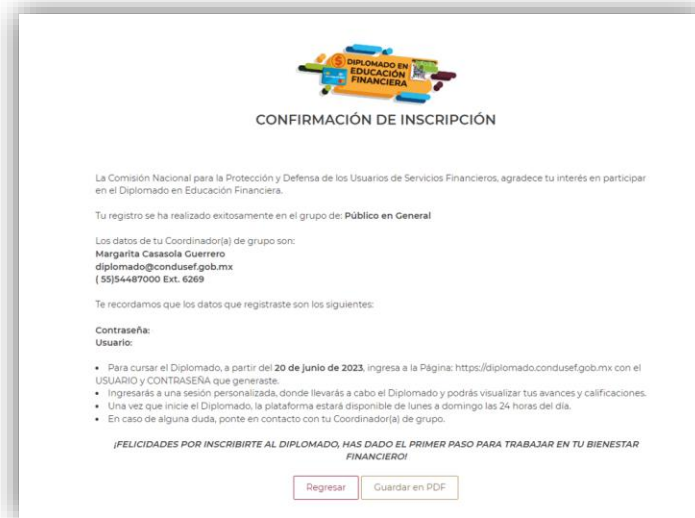 DIPLOMADO EN
EDUCACIÓN
FINANCIERA
CONFIRMACIÓN DE INSCRIPCIÓN
La Comisión Nacional para la Protección y Defensa de los Usuarios de Servicios Financieros, agradece tu interés en participar
en el Diplomado en Educación Financiera.
Tu registro se ha realizado exitosamente en el grupo de: Público en General
Los datos de tu Coordinador(a) de grupo son:
Margarita Casasola Guerrero
diplomado@condusef.gob.mx
( 55)54487000 Ext. 6269
Te recordamos que los datos que registraste son los siguientes:
Contraseña:
Usuario:
• Para cursar el Diplomado, a partir del 20 de junio de 2023, ingresa a la Página: https://diplomado.condusef.gob.mx con el
USUARIO y CONTRASEÑA que generaste.
• Ingresarás a una sesión personalizada, donde llevarás a cabo el Diplomado y podrás visualizar tus avances y calificaciones.
• Una vez que inicie el Diplomado, la plataforma estará disponible de lunes a domingo las 24 horas del día.
• En caso de alguna duda, ponte en contacto con tu Coordinador(a) de grupo.
¡FELICIDADES POR INSCRIBIRTE AL DIPLOMADO, HAS DADO EL PRIMER PASO PARA TRABAJAR EN TU BIENESTAR
FINANCIERO!
Regresar Guardar en PDF